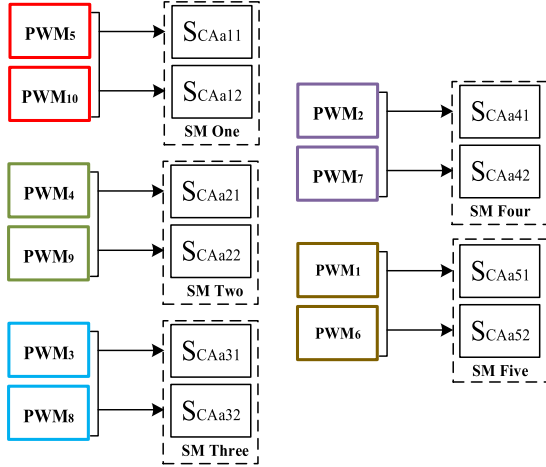 PWM5
PWM10
SCAa11
SCAa12
SM One
PWM4
PWM9
SCAa21
SCAa22
SM Two
PWM3
PWM8
SCAa31
SCAa32
SM Three
PWM2
PWM7
SCAa41
SCAa42
SM Four
PWM1
PWM6
SCAa51
SCAa52
SM Five